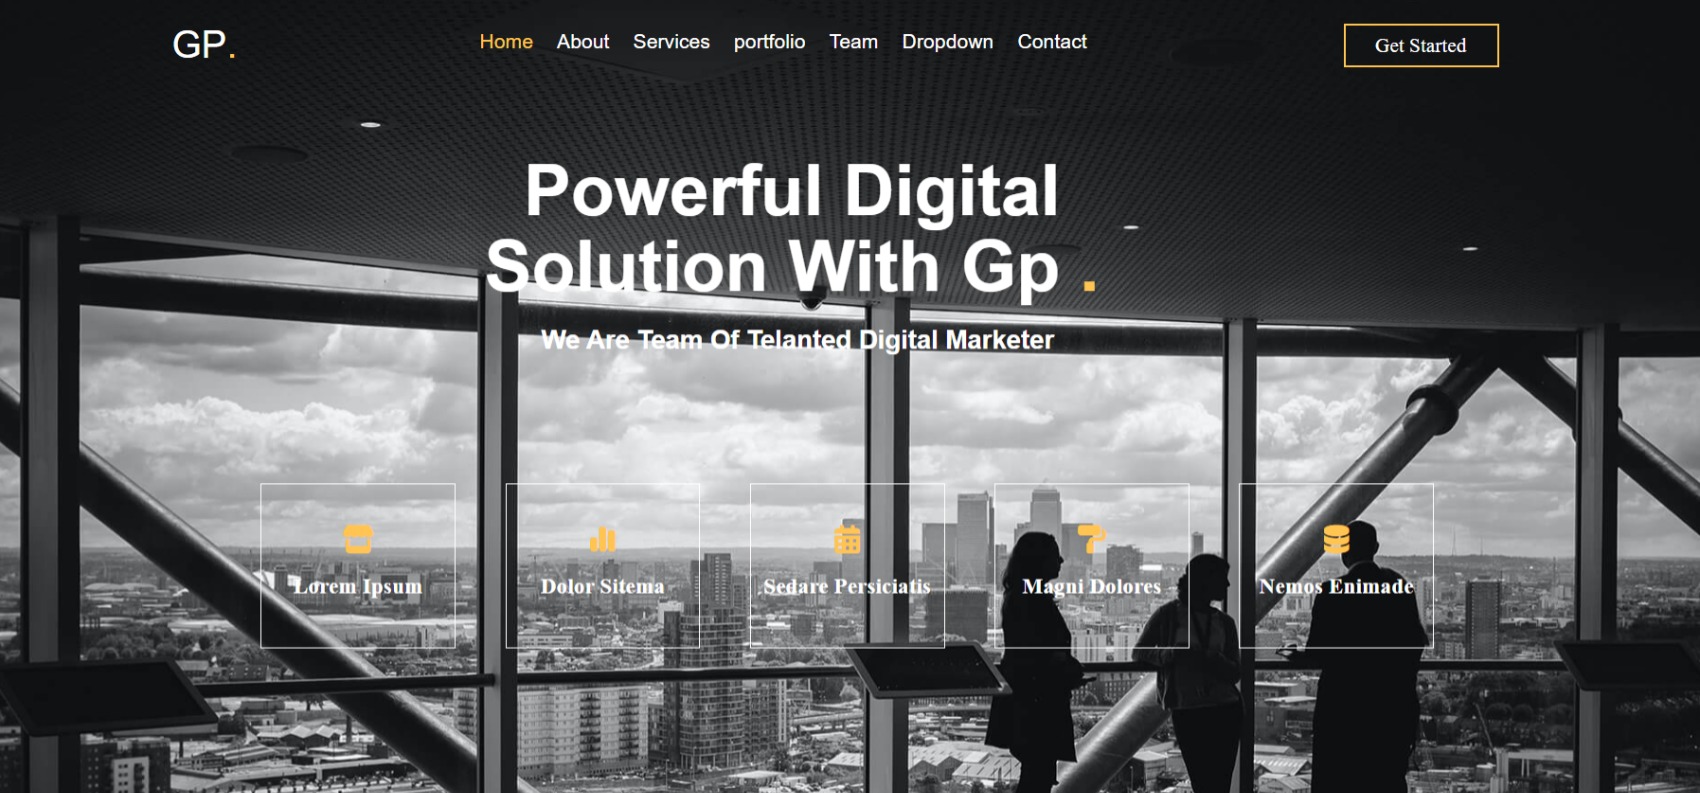 GP.
Home About Services portfolio Team Dropdown Contact
Get Started
Powerful Digital
Solution With Gp .
We Are Team Of Telanted Digital Marketer
Lorem Ipsum
Dolor Sitema
Sedare Persiciatis
Magni Dolores
Nemos Enimade